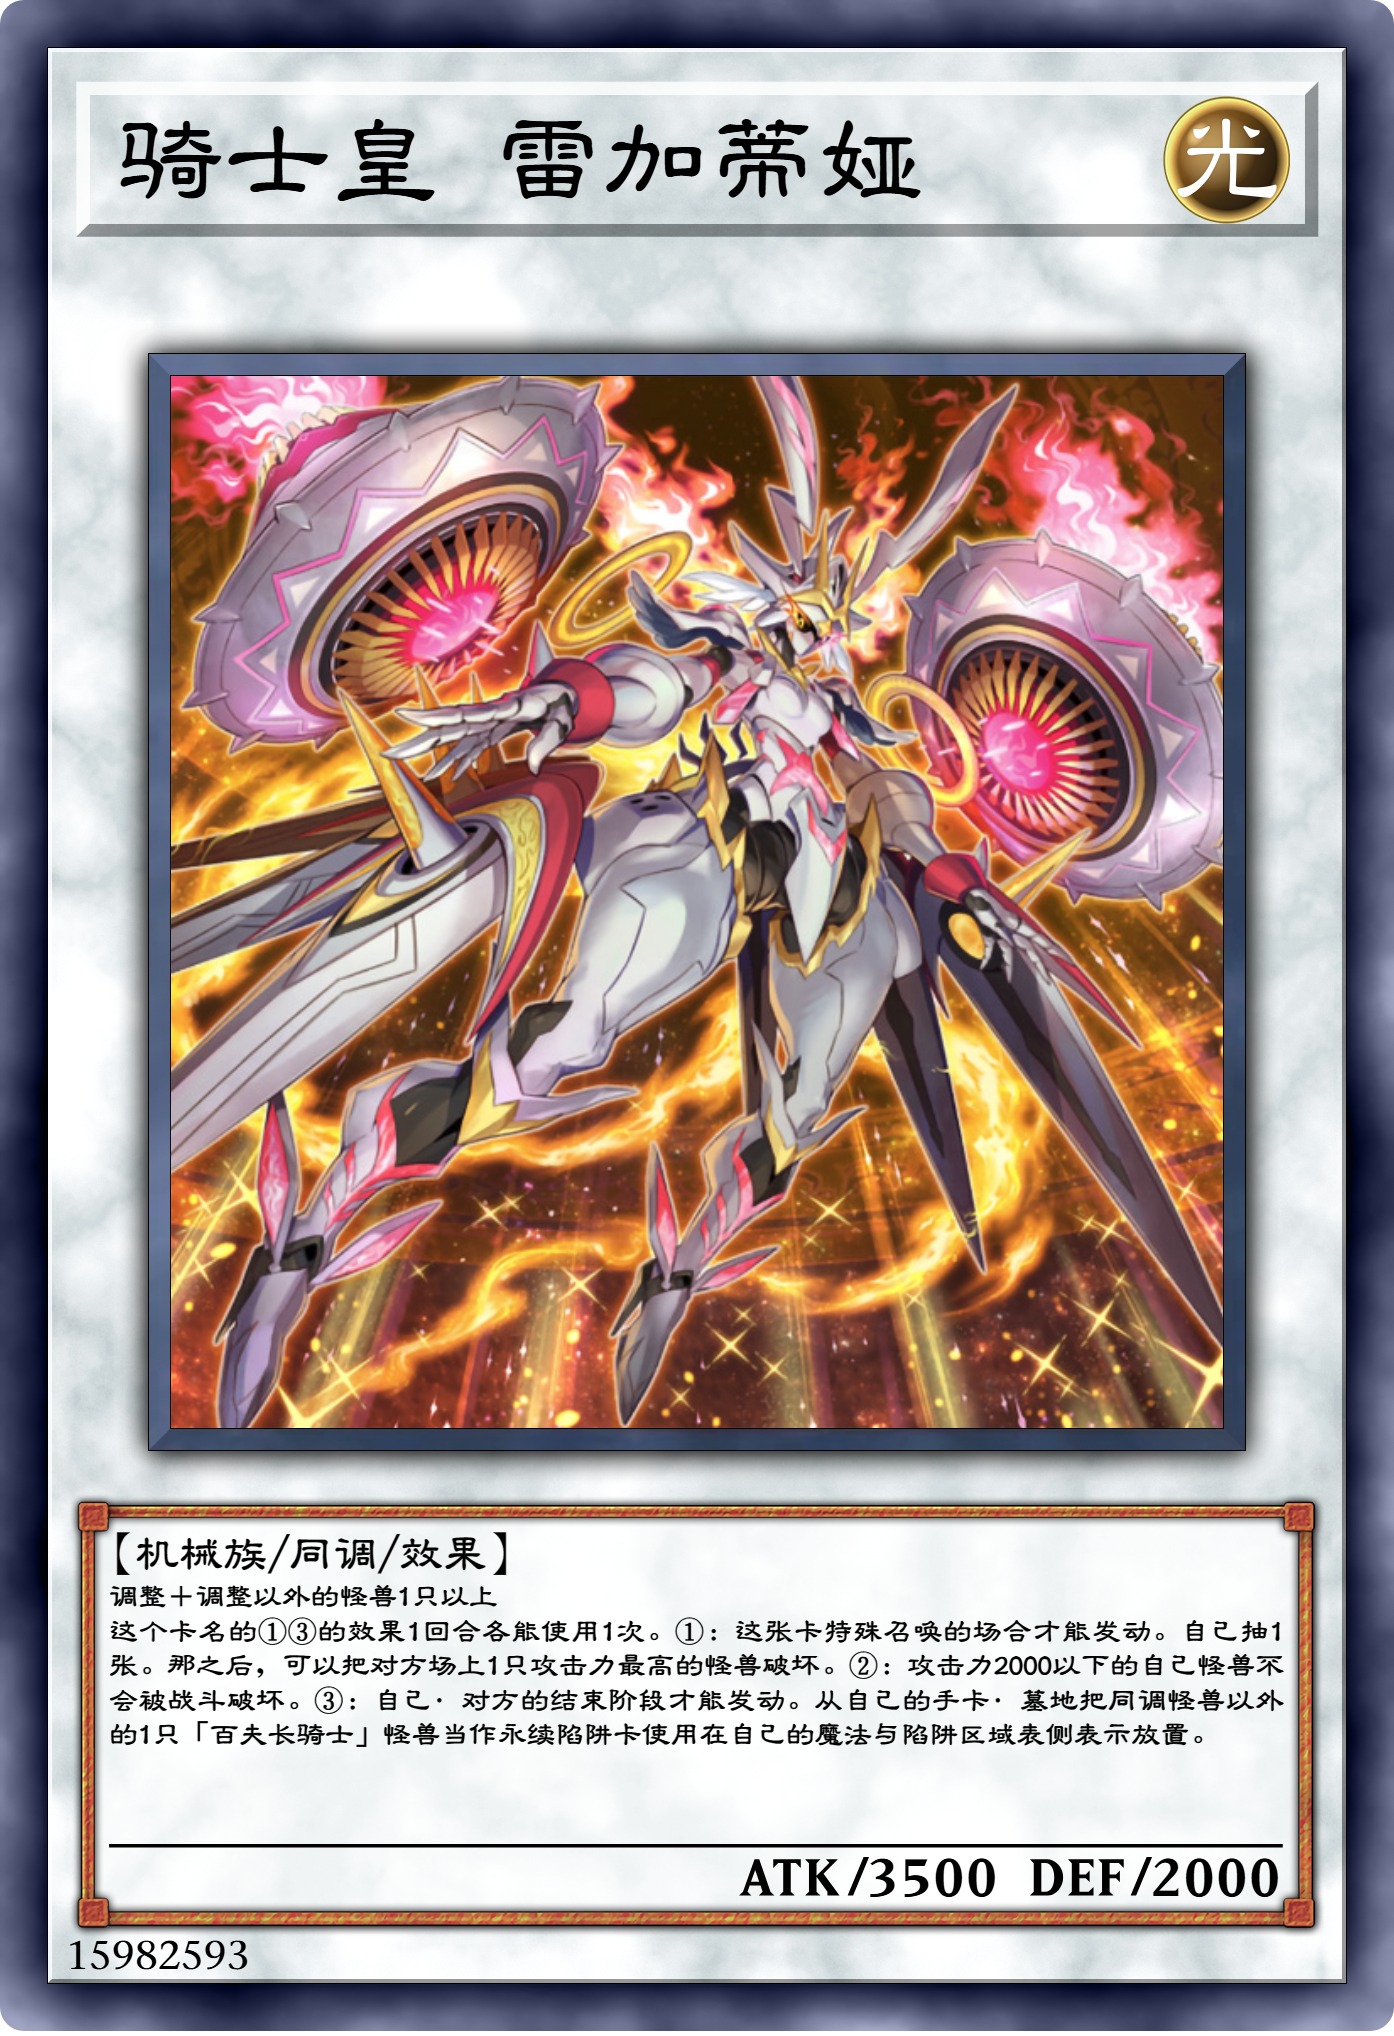 骑士皇 雷加蒂娅
光
【机械族/同调/效果】
调整＋调整以外的怪兽1只以上
这个卡名的①③的效果1回合各能使用1次。①：这张卡特殊召唤的场合才能发动。自己抽1
张。那之后，可以把对方场上1只攻击力最高的怪兽破坏。②：攻击力2000以下的自己怪兽不
会被战斗破坏。③：自己·对方的结束阶段才能发动。从自己的手卡·墓地把同调怪兽以外
的1只「百夫长骑士」怪兽当作永续陷阱卡使用在自己的魔法与陷阱区域表侧表示放置。
ATK/3500 DEF/2000
15982593